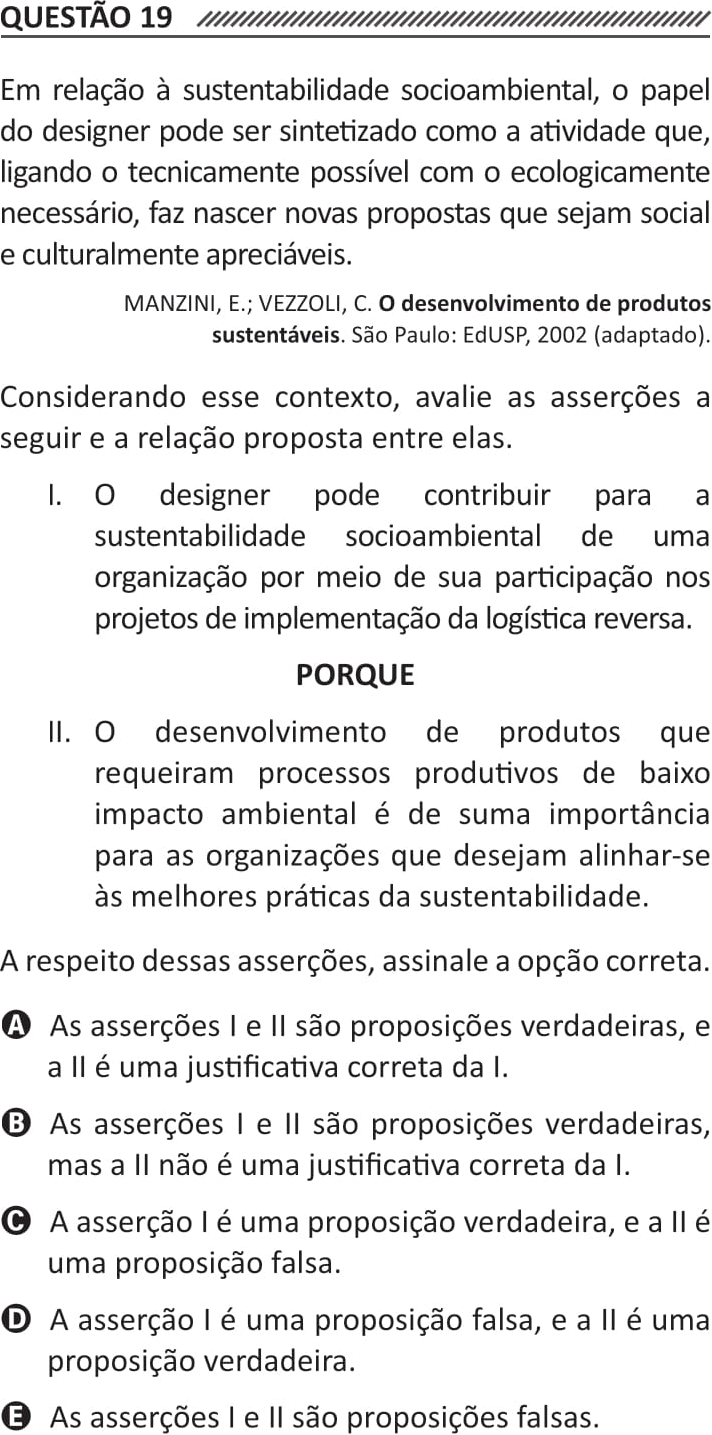 QUESTÃO 19
Em relação à sustentabilidade socioambiental, o papel
do designer pode ser sintetizado como a atividade que,
ligando o tecnicamente possível com o ecologicamente
necessário, faz nascer novas propostas que sejam social
e culturalmente apreciáveis.
MANZINI, E.; VEZZOLI, C. O desenvolvimento de produtos
sustentáveis. São Paulo: EdUSP, 2002 (adaptado).
Considerando esse contexto, avalie as asserções a
seguir e a relação proposta entre elas.
I. O designer pode contribuir para a
sustentabilidade socioambiental de uma
organização por meio de sua participação nos
projetos de implementação da logística reversa.
PORQUE
II. O desenvolvimento de produtos que
requeiram processos produtivos de baixo
impacto ambiental é de suma importância
para as organizações que desejam alinhar-se
às melhores práticas da sustentabilidade.
A respeito dessas asserções, assinale a opção correta.
A As asserções I e II são proposições verdadeiras, e
a II é uma justificativa correta da I.
B As asserções I e II são proposições verdadeiras,
mas a II não é uma justificativa correta da I.
C A asserção I é uma proposição verdadeira, e a II é
uma proposição falsa.
D A asserção I é uma proposição falsa, e a II é uma
proposição verdadeira.
E As asserções I e II são proposições falsas.